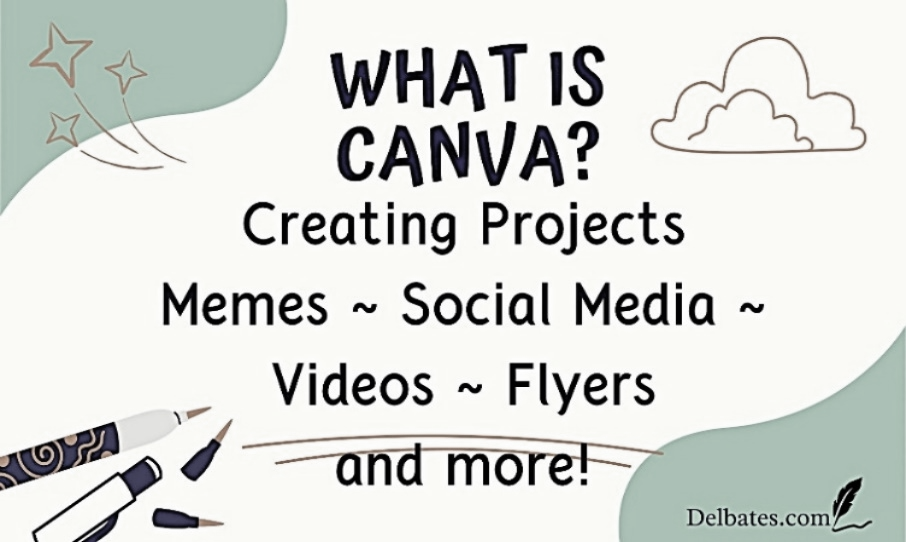 WHAT IS
CANVA?
Creating Projects
Memes ~ Social Media ~
Videos ~ Flyers
and more!
Delbates.com